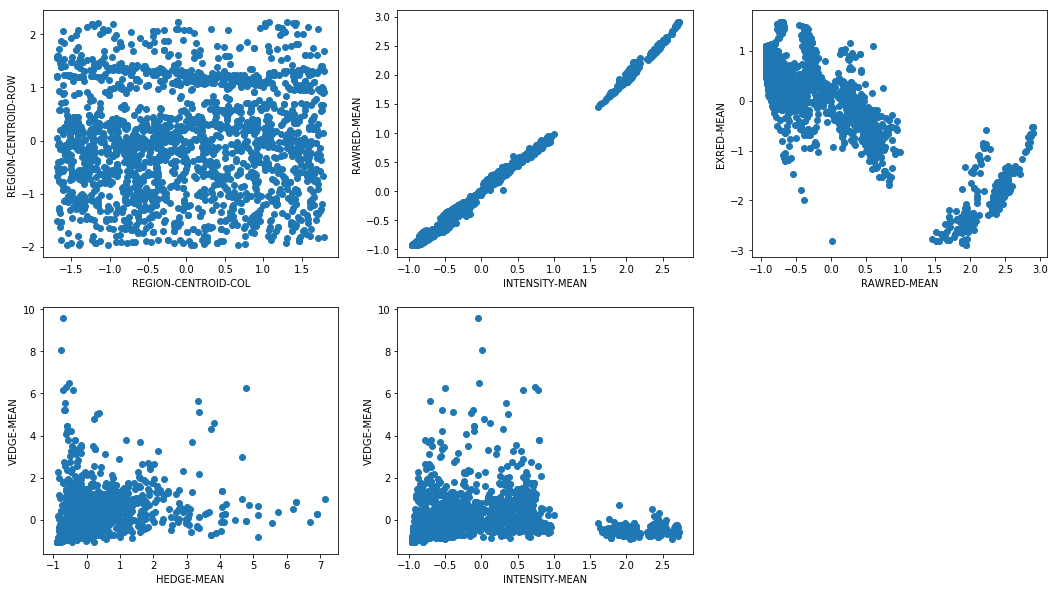 2
1
0
−1
−2
REGION-CENTROID-ROW
−1.5 −1.0 −0.5 0.0 0.5 1.0 1.5
REGION-CENTROID-COL
3.0
2.5
2.0
1.5
1.0
0.5
0.0
−0.5
−1.0
RAWRED-MEAN
−1.0 −0.5 0.0 0.5 1.0 1.5 2.0 2.5
INTENSITY-MEAN
1
0
−1
−2
−3
EXRED-MEAN
−1.0 −0.5 0.0 0.5 1.0 1.5 2.0 2.5 3.0
RAWRED-MEAN
10
8
6
4
2
0
VEDGE-MEAN
−1 0 1 2 3 4 5 6 7
HEDGE-MEAN
10
8
6
4
2
0
VEDGE-MEAN
−1.0 −0.5 0.0 0.5 1.0 1.5 2.0 2.5
INTENSITY-MEAN